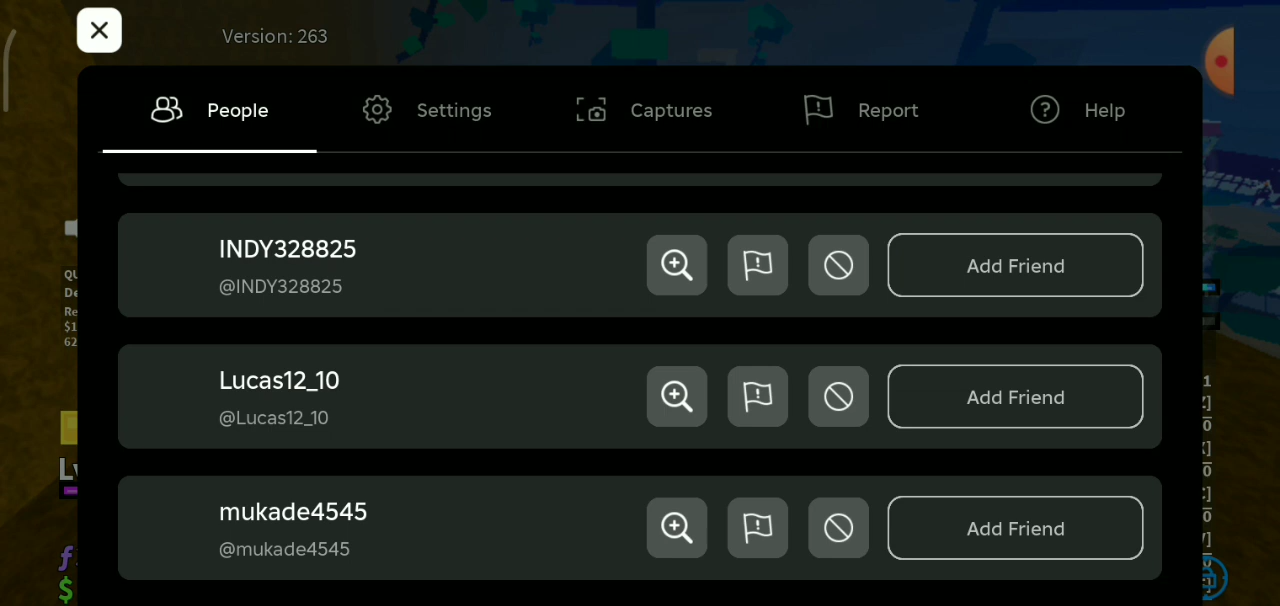 Version: 263
People
Settings
Captures
Report
Help
INDY328825
@INDY328825
Add Friend
Lucas12_10
@Lucas12_10
Add Friend
mukade4545
@mukade4545
Add Friend